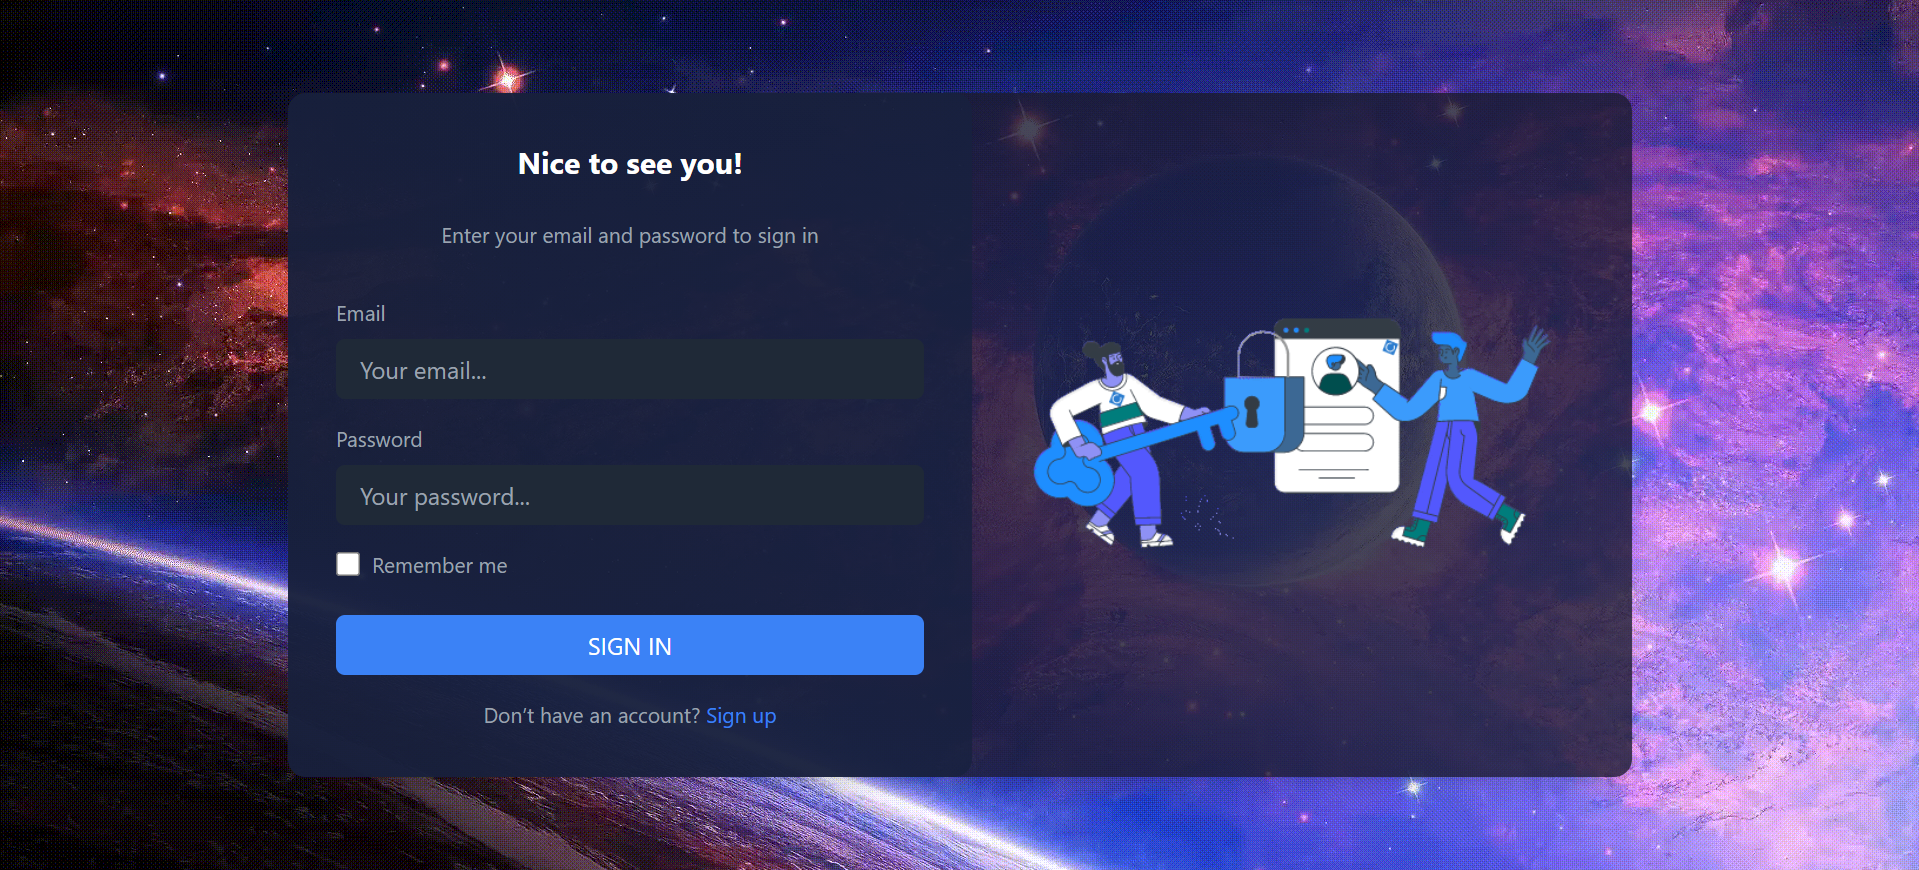 Nice to see you!
Enter your email and password to sign in
Email
Your email...
Password
Your password...
Remember me
SIGN IN
Don’t have an account? Sign up